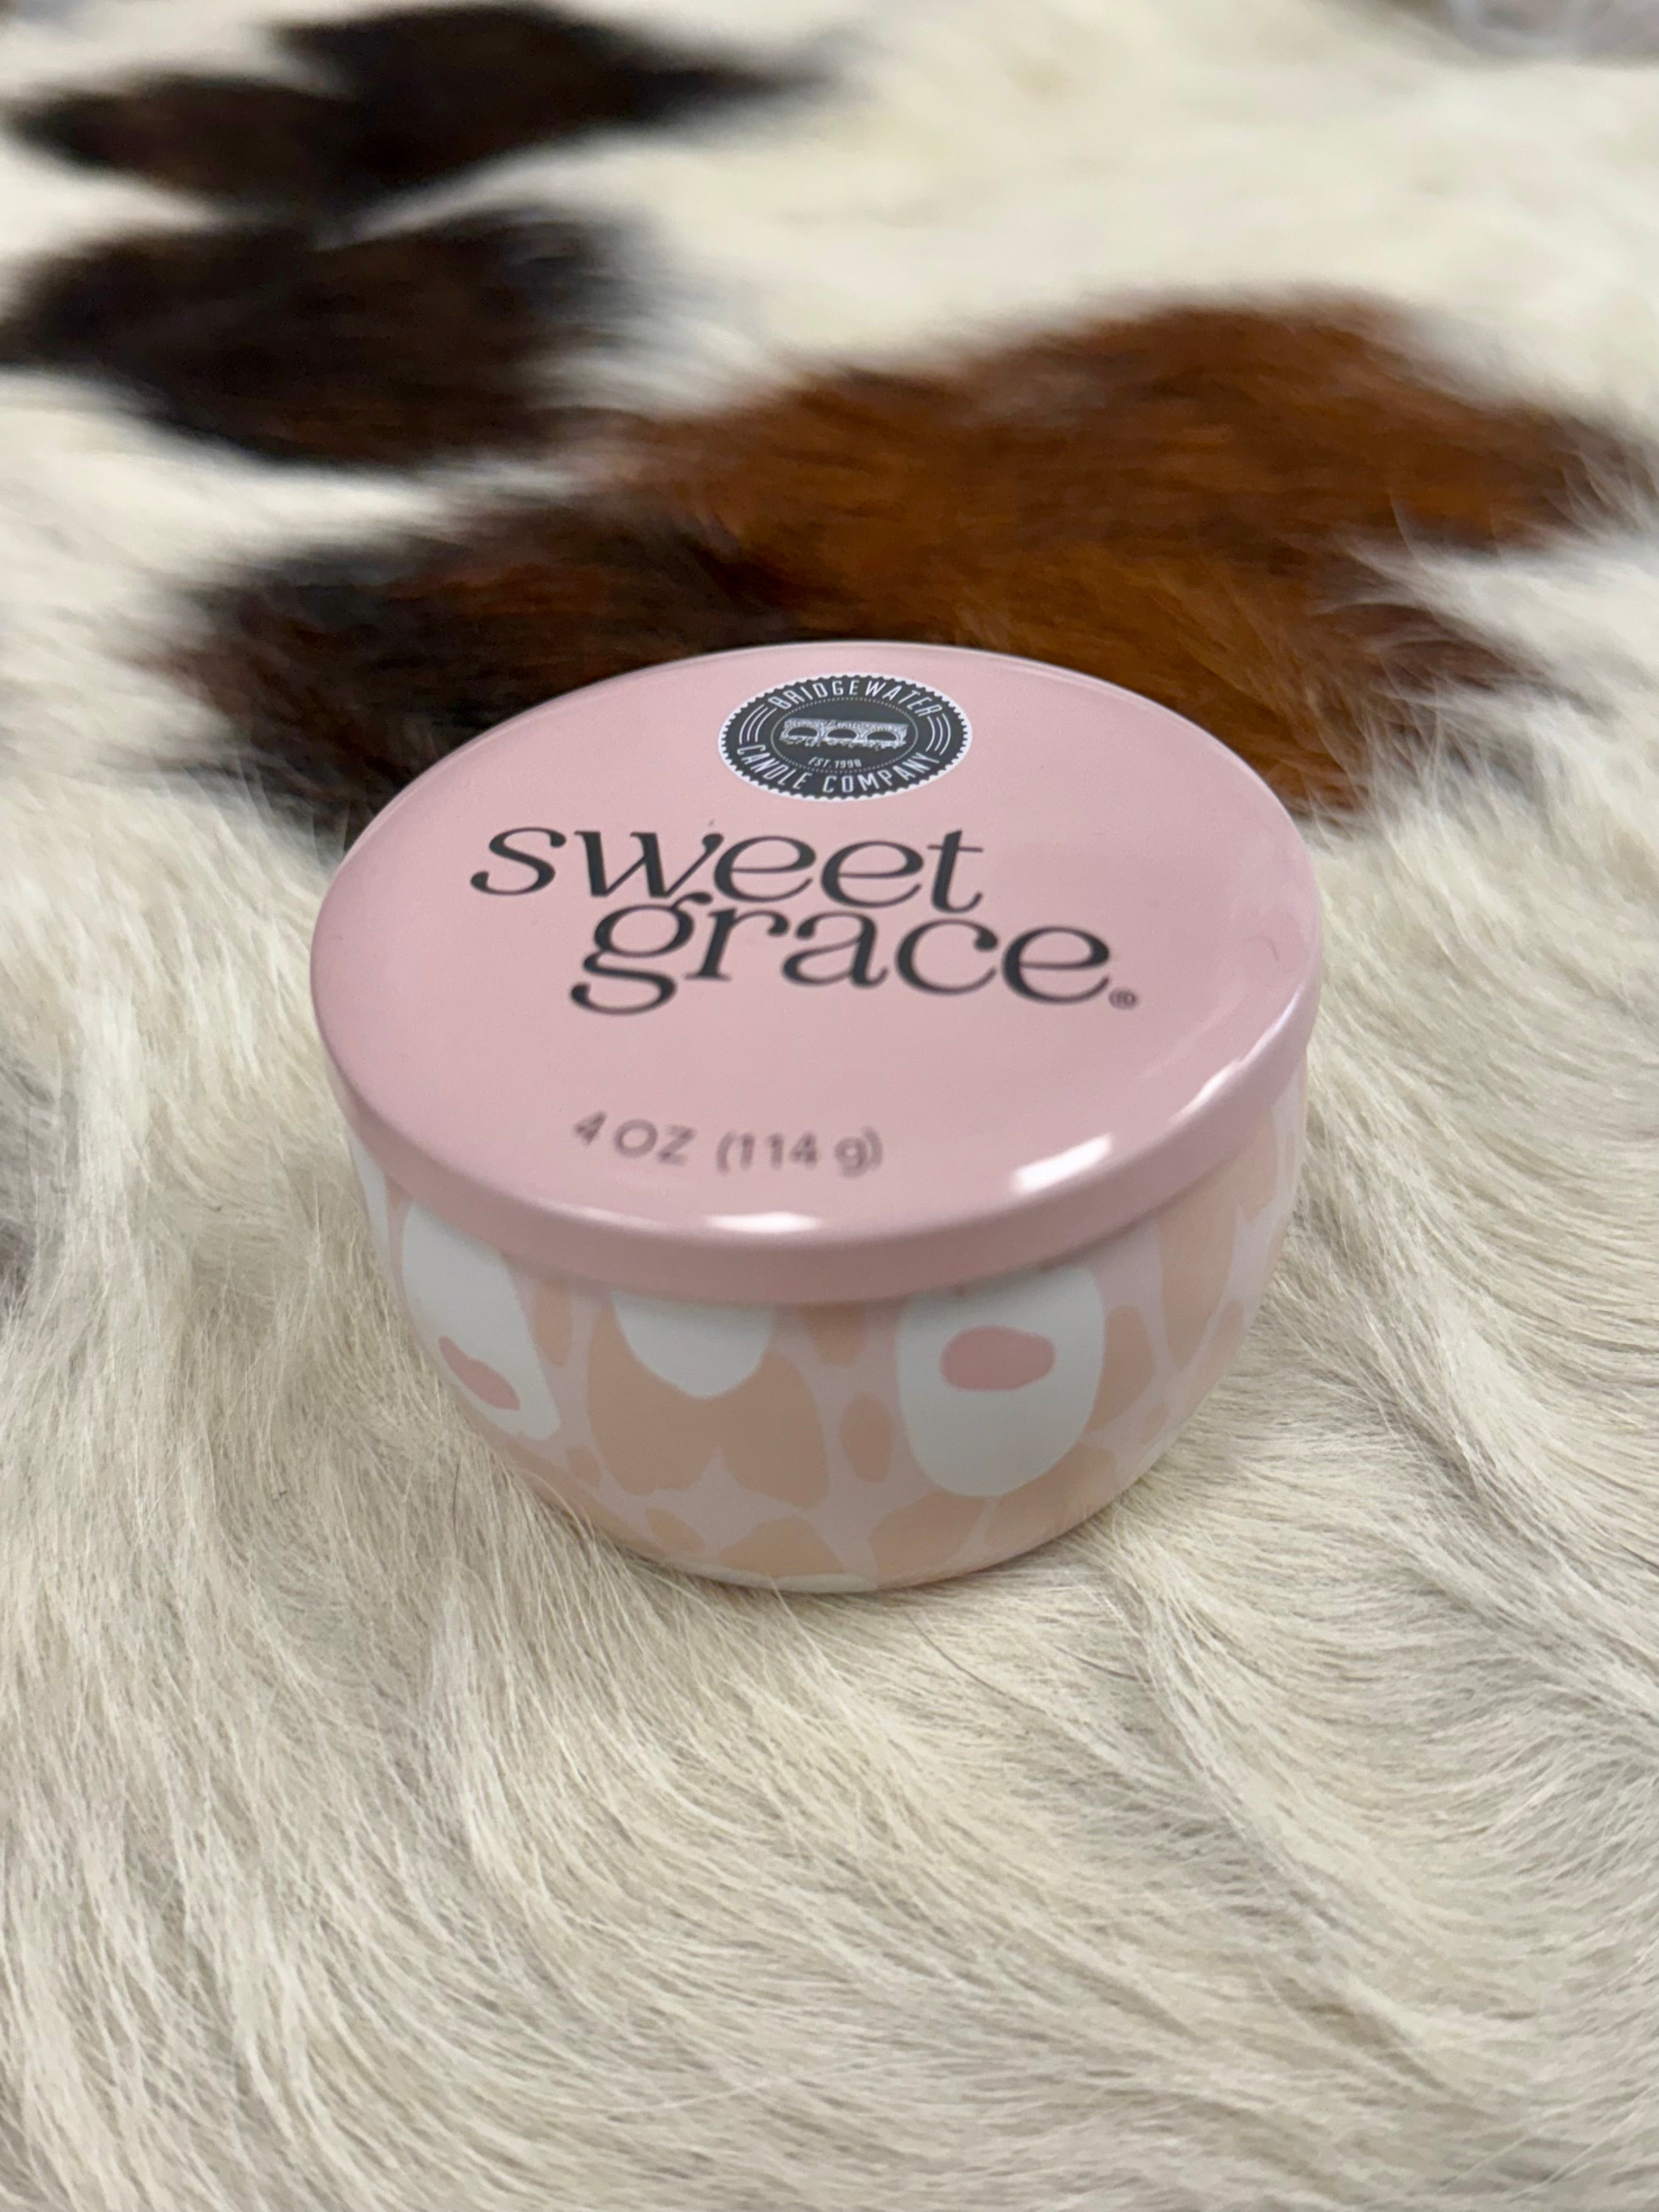 BRIDGEWATER
EST. 1998
CANDLE COMPANY
sweet
grace®
4 OZ (114 g)